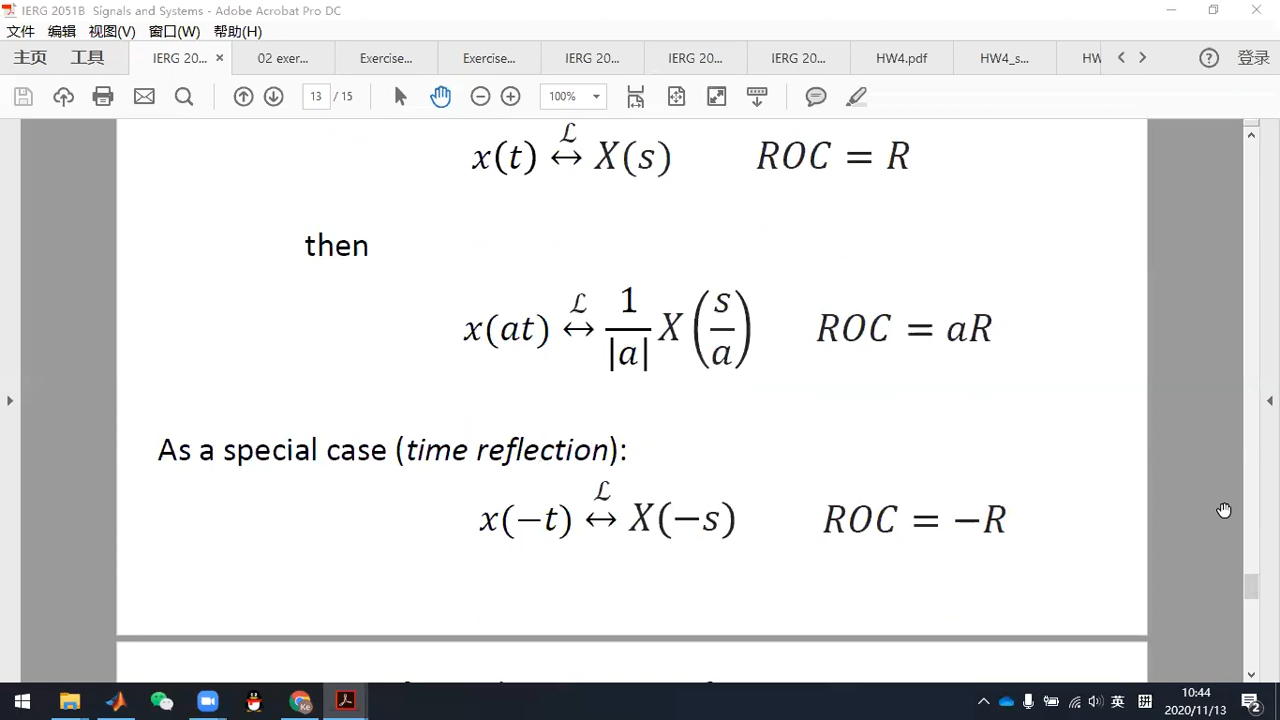 IERG 2051B Signals and Systems - Adobe Acrobat Pro DC
文件 编辑 视图(V) 窗口(W) 帮助(H)
主页 工具 IERG 20... × 02 exer... Exercise... Exercise... IERG 20... IERG 20... IERG 20... HW4.pdf HW4_s... HW 登录
13 / 15 100%
x(t) ℒ↔ X(s) ROC = R
then
x(at) ℒ↔ 1/|a| X(s/a) ROC = aR
As a special case (time reflection):
x(−t) ℒ↔ X(−s) ROC = −R
英 拼 10:44
2020/11/13 2